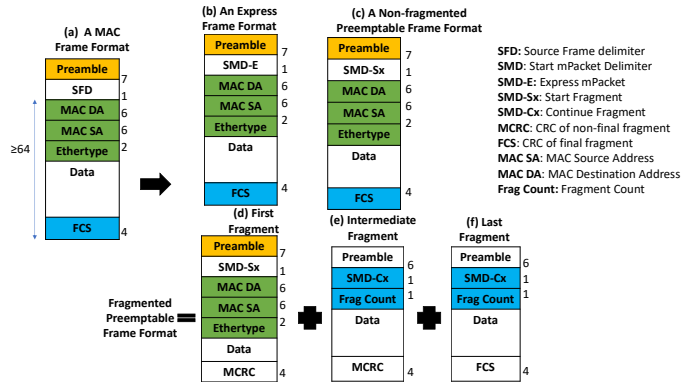 (a) A MAC
Frame Format
Preamble
7
SFD
1
MAC DA
6
MAC SA
6
Ethertype
2
≥64
Data
FCS
4
(b) An Express
Frame Format
Preamble
7
SMD-E
1
MAC DA
6
MAC SA
6
Ethertype
2
Data
FCS
4
(c) A Non-fragmented
Preemptable Frame Format
Preamble
7
SMD-Sx
1
MAC DA
6
MAC SA
6
Ethertype
2
Data
FCS
4
SFD: Source Frame delimiter
SMD: Start mPacket Delimiter
SMD-E: Express mPacket
SMD-Sx: Start Fragment
SMD-Cx: Continue Fragment
MCRC: CRC of non-final fragment
FCS: CRC of final fragment
MAC SA: MAC Source Address
MAC DA: MAC Destination Address
Frag Count: Fragment Count
Fragmented
Preemptable
Frame Format
(d) First
Fragment
Preamble
7
SMD-Sx
1
MAC DA
6
MAC SA
6
Ethertype
2
Data
MCRC
4
(e) Intermediate
Fragment
Preamble
6
SMD-Cx
1
Frag Count
1
Data
MCRC
4
(f) Last
Fragment
Preamble
6
SMD-Cx
1
Frag Count
1
Data
FCS
4